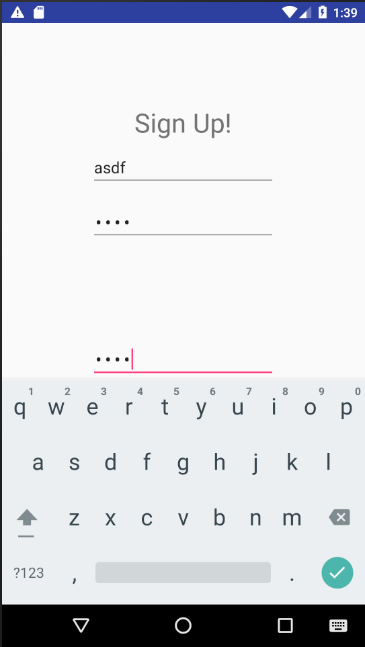 1:39
Sign Up!
asdf
••••
••••
1 2 3 4 5 6 7 8 9 0
q w e r t y u i o p
a s d f g h j k l
z x c v b n m
?123 , .